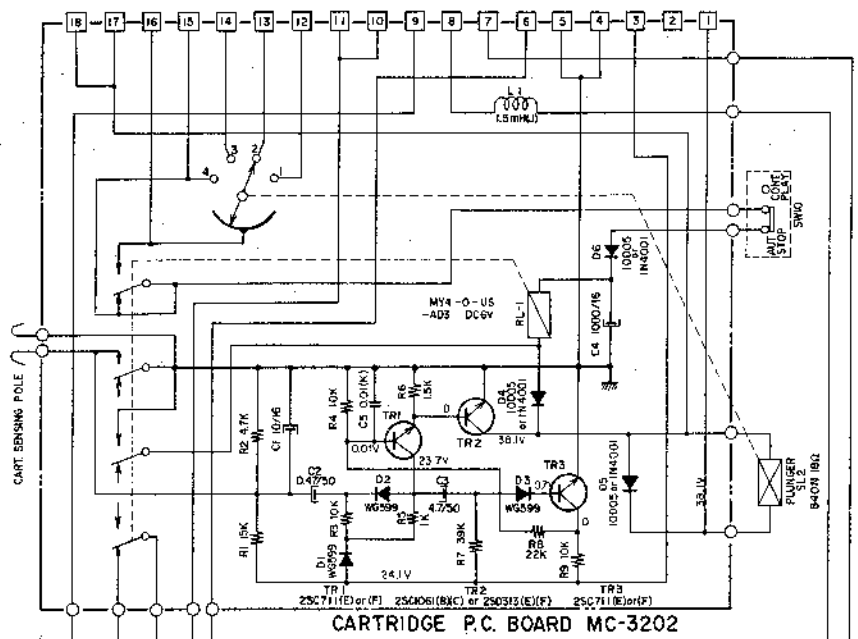 18 17 16 15 14 13 12 11 10 9 8 7 6 5 4 3 2 1
L1
1.5mH(J)
3 2
4 1
CONT
PLAY
AUT
STOP
SW10
D6
10D05
or
1N4001
MY4-0-US
-AD3 DC6V
RL-1
C4 1000/16
CART. SENSING POLE
R2 4.7K
C1 10/16
R4 10K
C5 0.01(K)
R6
1.5K
TR1
0
TR2
D4
10D05
or 1N4001
38.1V
0.01V
23.7V
TR3
C2
0.47/50
D2
WG599
C3
4.7/50
D3
WG599
0.7V
D5
10D05 or 1N4001
38.1V
PLUNGER
SL2
840N 18Ω
R1 15K
R3 10K
R5
1K
R7 39K
R8
22K
0
R9 10K
D1
WG599
24.1V
TR1 TR2 TR3
2SC711(E) or (F) 2SC1061(B)(C) or 2SD313(E)(F) 2SC711(E) or (F)
CARTRIDGE P.C. BOARD MC-3202